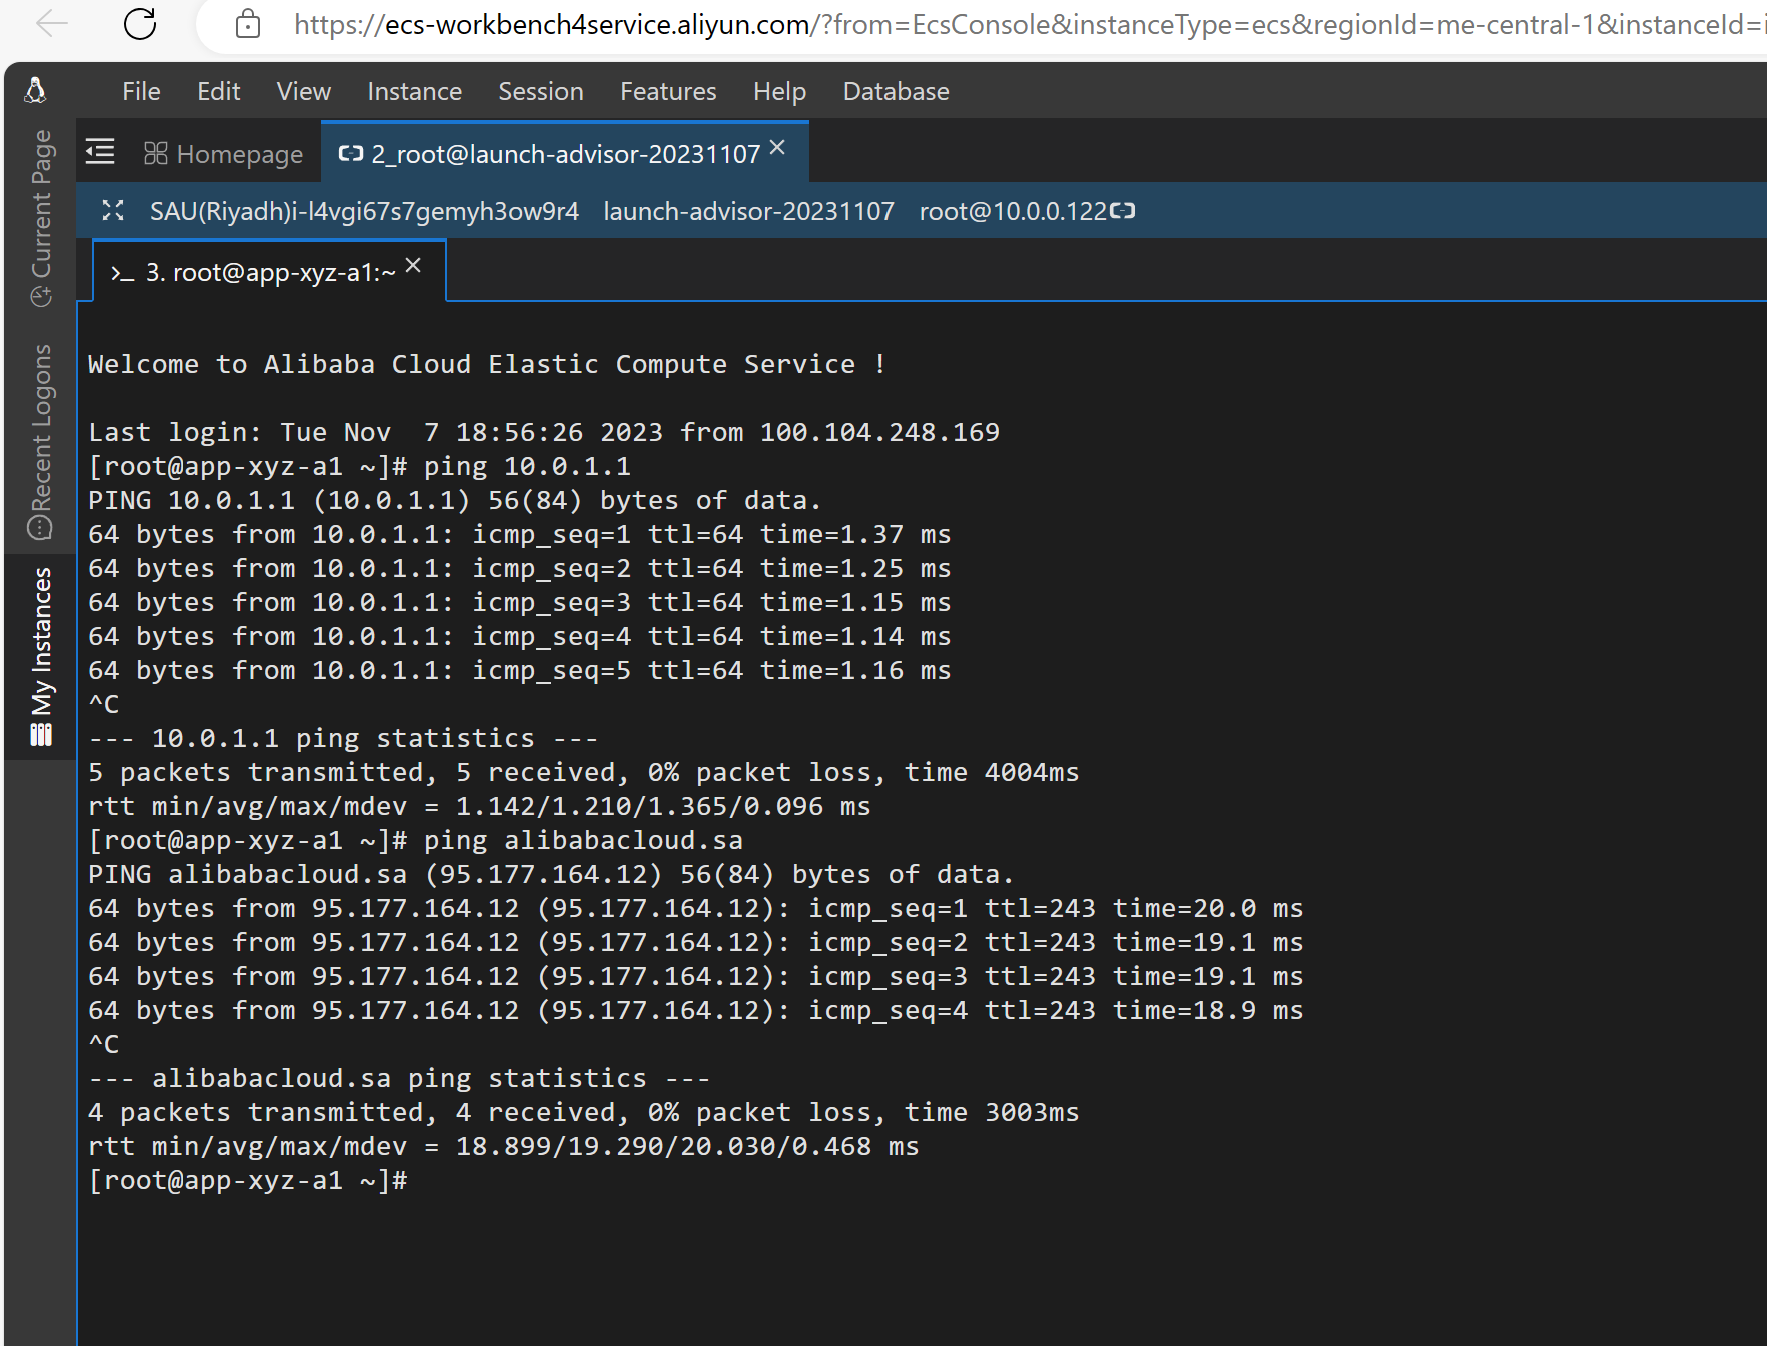 https://ecs-workbench4service.aliyun.com/?from=EcsConsole&instanceType=ecs&regionId=me-central-1&instanceId=i
File Edit View Instance Session Features Help Database
Homepage 2_root@launch-advisor-20231107
SAU(Riyadh)i-l4vgi67s7gemyh3ow9r4 launch-advisor-20231107 root@10.0.0.122
>_ 3. root@app-xyz-a1:~
Current Page
Recent Logons
My Instances
Welcome to Alibaba Cloud Elastic Compute Service !
Last login: Tue Nov  7 18:56:26 2023 from 100.104.248.169
[root@app-xyz-a1 ~]# ping 10.0.1.1
PING 10.0.1.1 (10.0.1.1) 56(84) bytes of data.
64 bytes from 10.0.1.1: icmp_seq=1 ttl=64 time=1.37 ms
64 bytes from 10.0.1.1: icmp_seq=2 ttl=64 time=1.25 ms
64 bytes from 10.0.1.1: icmp_seq=3 ttl=64 time=1.15 ms
64 bytes from 10.0.1.1: icmp_seq=4 ttl=64 time=1.14 ms
64 bytes from 10.0.1.1: icmp_seq=5 ttl=64 time=1.16 ms
^C
--- 10.0.1.1 ping statistics ---
5 packets transmitted, 5 received, 0% packet loss, time 4004ms
rtt min/avg/max/mdev = 1.142/1.210/1.365/0.096 ms
[root@app-xyz-a1 ~]# ping alibabacloud.sa
PING alibabacloud.sa (95.177.164.12) 56(84) bytes of data.
64 bytes from 95.177.164.12 (95.177.164.12): icmp_seq=1 ttl=243 time=20.0 ms
64 bytes from 95.177.164.12 (95.177.164.12): icmp_seq=2 ttl=243 time=19.1 ms
64 bytes from 95.177.164.12 (95.177.164.12): icmp_seq=3 ttl=243 time=19.1 ms
64 bytes from 95.177.164.12 (95.177.164.12): icmp_seq=4 ttl=243 time=18.9 ms
^C
--- alibabacloud.sa ping statistics ---
4 packets transmitted, 4 received, 0% packet loss, time 3003ms
rtt min/avg/max/mdev = 18.899/19.290/20.030/0.468 ms
[root@app-xyz-a1 ~]#